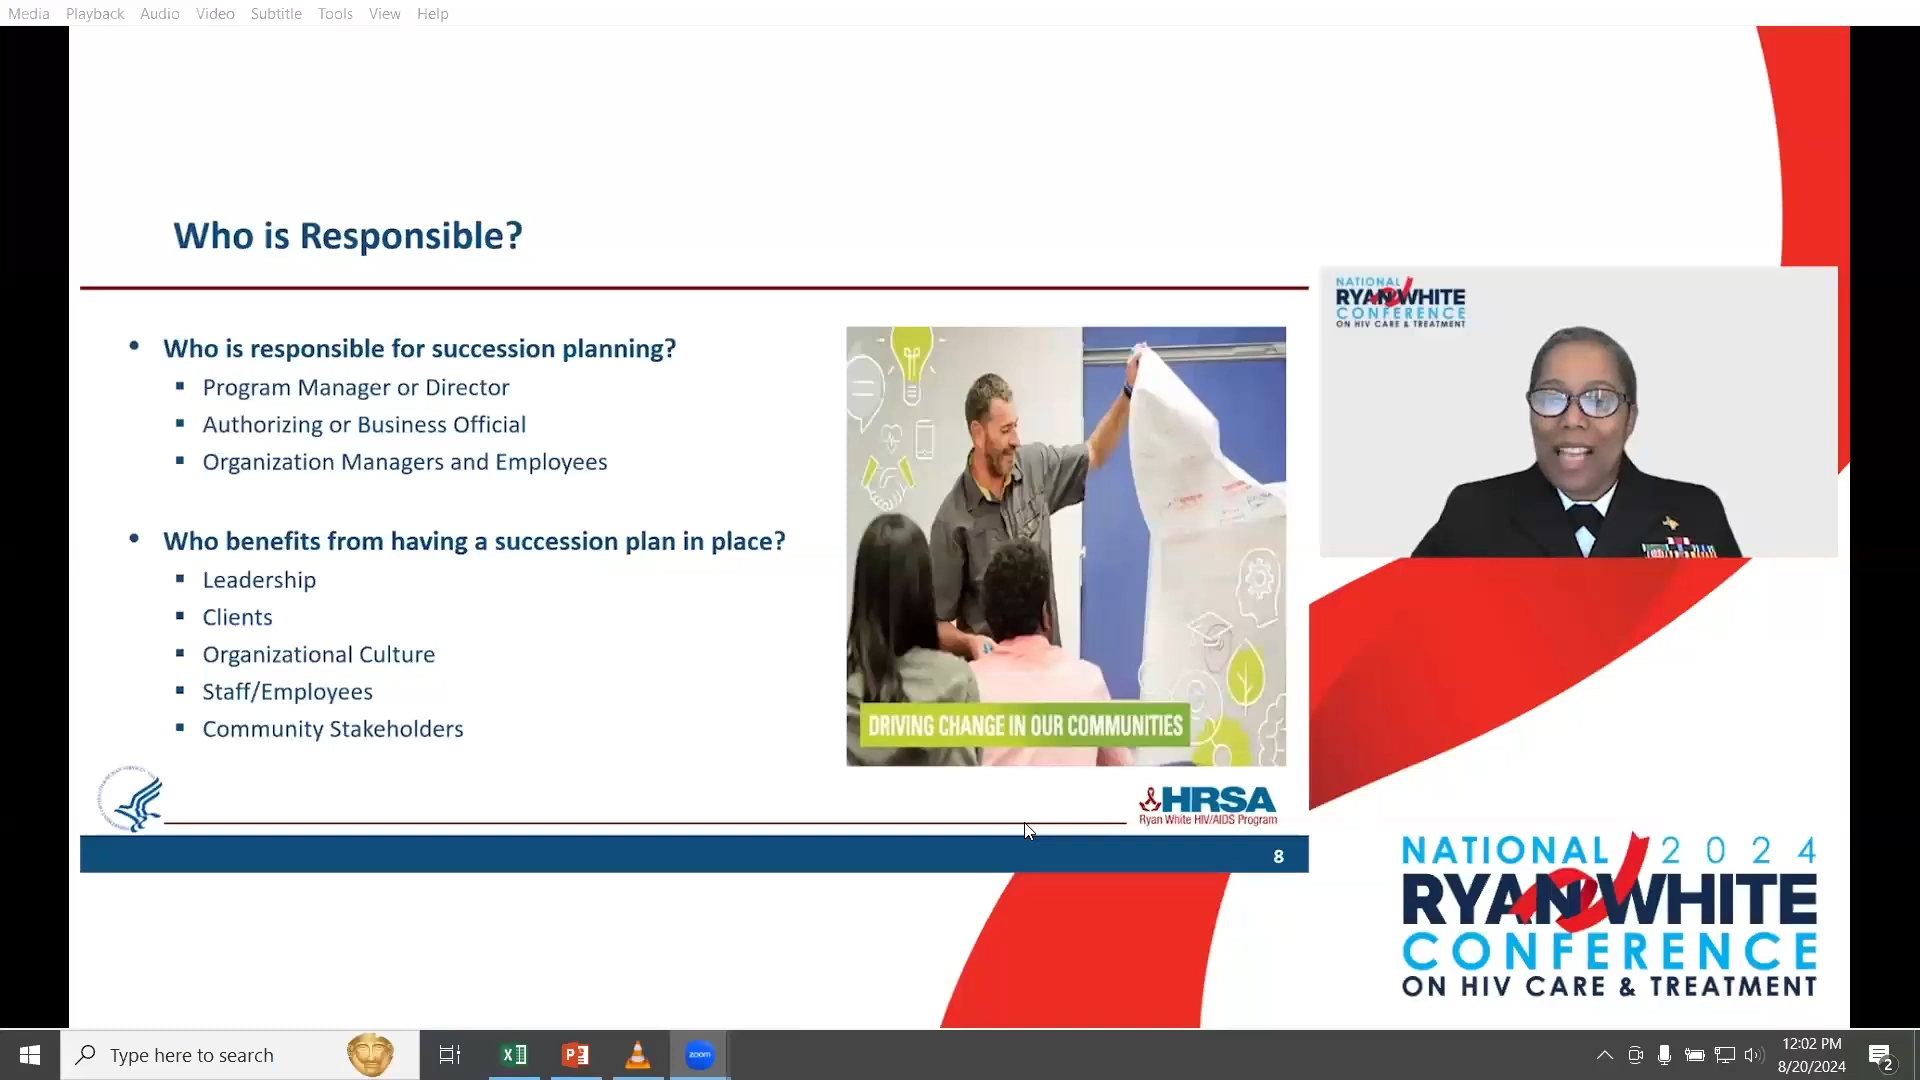 Media Playback Audio Video Subtitle Tools View Help
Who is Responsible?
• Who is responsible for succession planning?
▪ Program Manager or Director
▪ Authorizing or Business Official
▪ Organization Managers and Employees
• Who benefits from having a succession plan in place?
▪ Leadership
▪ Clients
▪ Organizational Culture
▪ Staff/Employees
▪ Community Stakeholders
DRIVING CHANGE IN OUR COMMUNITIES
HRSA
Ryan White HIV/AIDS Program
8
NATIONAL
RYAN WHITE
CONFERENCE
ON HIV CARE & TREATMENT
NATIONAL 2024
RYAN WHITE
CONFERENCE
ON HIV CARE & TREATMENT
Type here to search
zoom
12:02 PM
8/20/2024
2